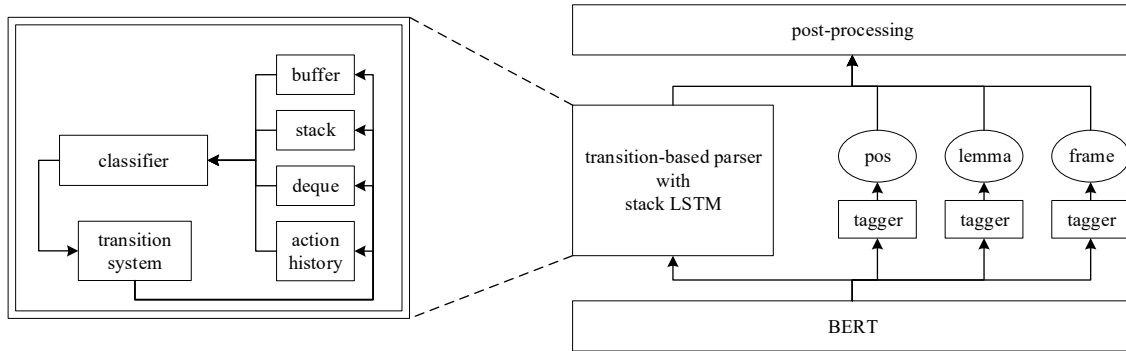 buffer
stack
classifier
deque
transition
system
action
history
post-processing
transition-based parser
with
stack LSTM
pos
lemma
frame
tagger
tagger
tagger
BERT